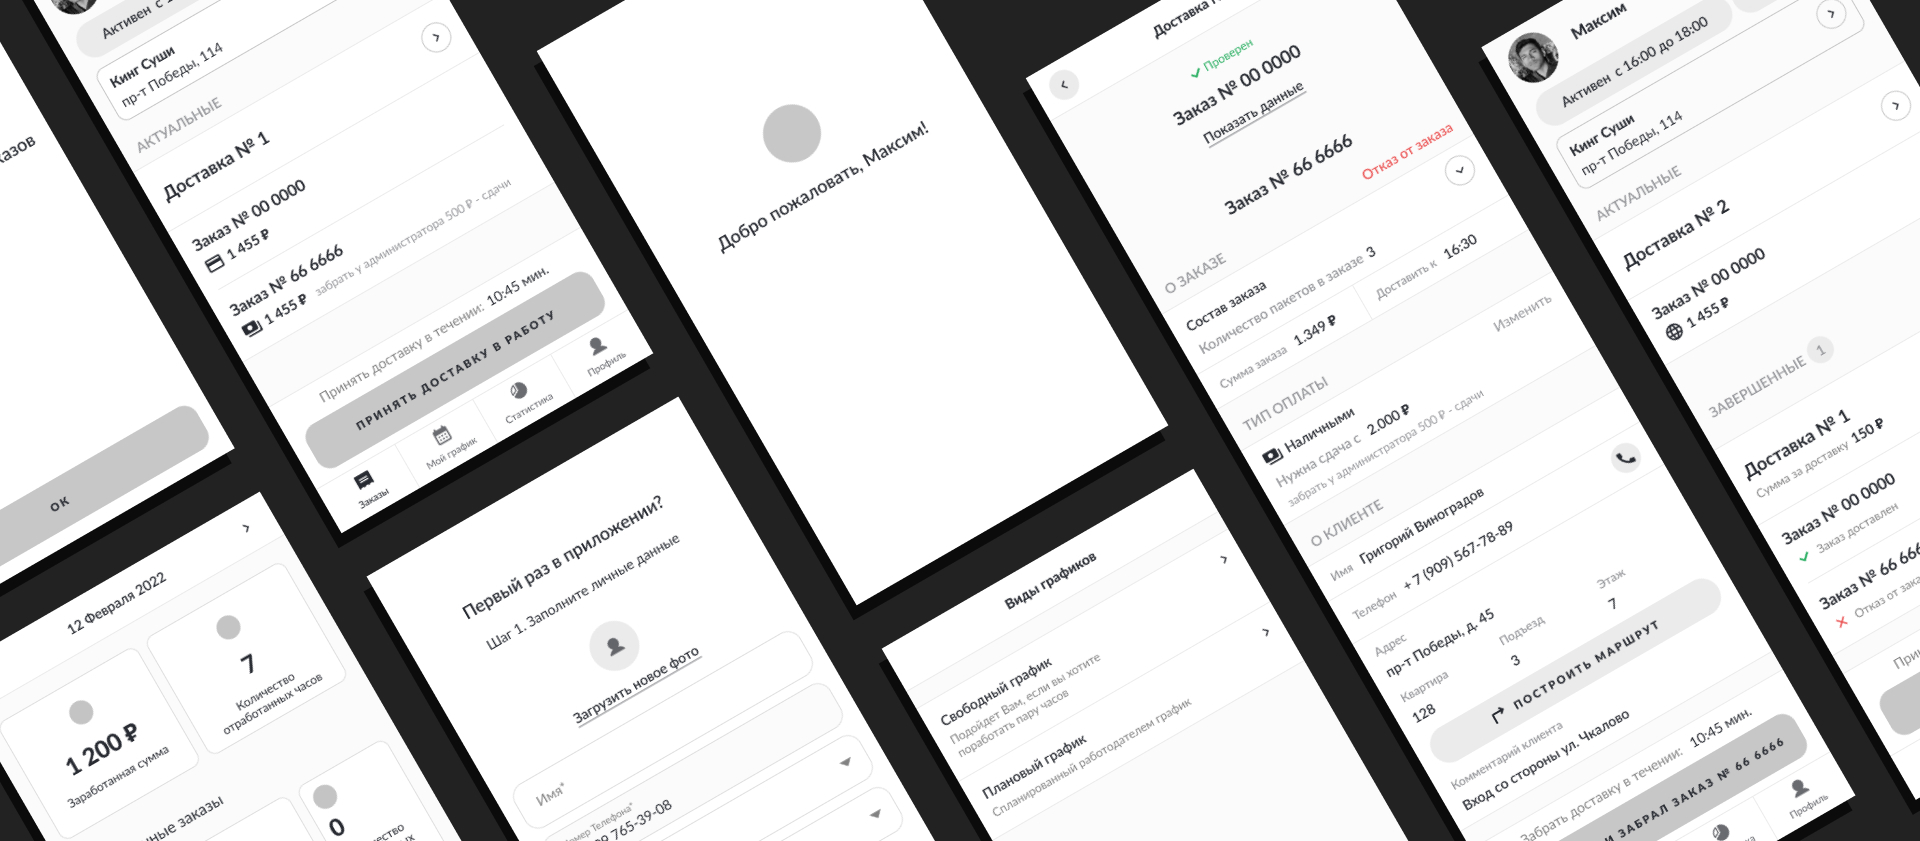 ОК
12 Февраля 2022
1 200 ₽
Заработанная сумма
7
Количество
отработанных часов
0
Активен с
Кинг Суши
пр-т Победы, 114
АКТУАЛЬНЫЕ
Доставка № 1
Заказ № 00 0000
1 455 ₽
Заказ № 66 6666
1 455 ₽ забрать у администратора 500 ₽ - сдачи
Принять доставку в течении: 10:45 мин.
ПРИНЯТЬ ДОСТАВКУ В РАБОТУ
Заказы
Мой график
Статистика
Профиль
Первый раз в приложении?
Шаг 1. Заполните личные данные
Загрузить новое фото
Имя*
765-39-08
Добро пожаловать, Максим!
Виды графиков
Свободный график
Подойдет Вам, если вы хотите
поработать пару часов
Плановый график
Спланированный работодателем график
Доставка
Проверен
Заказ № 00 0000
Показать данные
Заказ № 66 6666
Отказ от заказа
О ЗАКАЗЕ
Состав заказа
Количество пакетов в заказе 3
Сумма заказа 1.349 ₽
Доставить к 16:30
ТИП ОПЛАТЫ
Изменить
Наличными
Нужна сдача с 2.000 ₽
забрать у администратора 500 ₽ - сдачи
О КЛИЕНТЕ
Имя Григорий Виноградов
Телефон + 7 (909) 567-78-89
Адрес
пр-т Победы, д. 45
Квартира
128
Подъезд
3
Этаж
7
ПОСТРОИТЬ МАРШРУТ
Комментарий клиента
Вход со стороны ул. Чкалово
Забрать доставку в течении: 10:45 мин.
ЗАБРАЛ ЗАКАЗ № 66 6666
Профиль
Максим
Активен с 16:00 до 18:00
Кинг Суши
пр-т Победы, 114
АКТУАЛЬНЫЕ
Доставка № 2
Заказ № 00 0000
1 455 ₽
ЗАВЕРШЕННЫЕ 1
Доставка № 1
Сумма за доставку 150 ₽
Заказ № 00 0000
Заказ доставлен
Заказ № 66
Отказ от